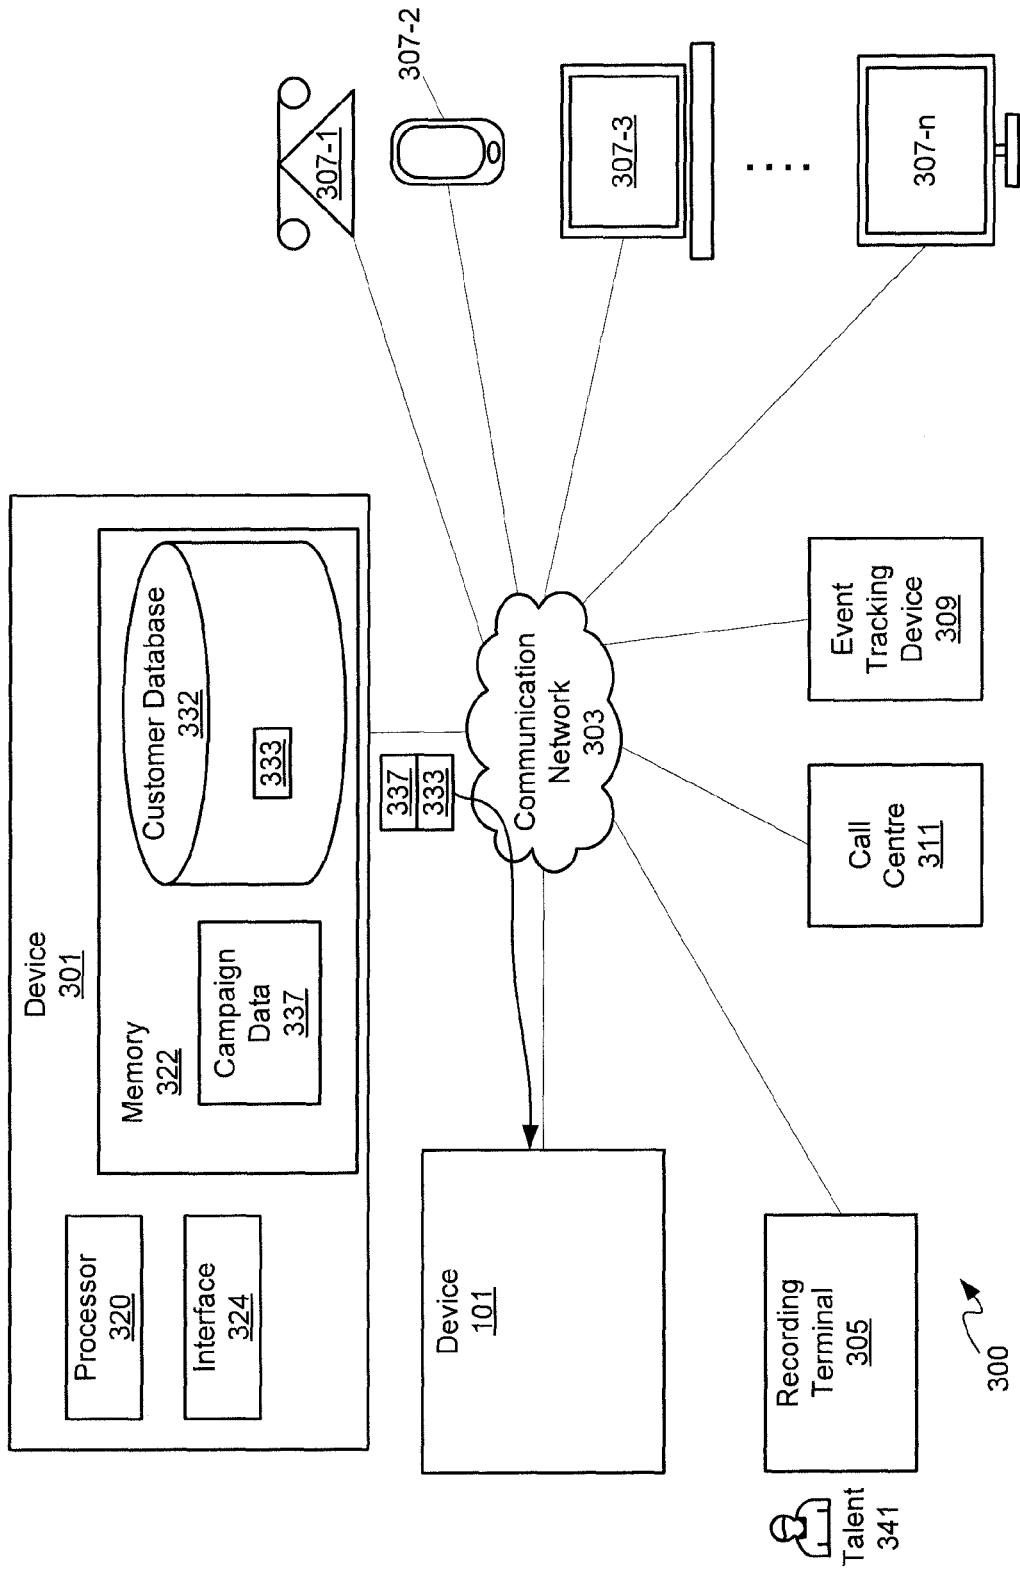 Device
301
Processor
320
Interface
324
Memory
322
Campaign
Data
337
Customer Database
332
333
337
333
Device
101
Communication
Network
303
307-1
307-2
307-3
....
307-n
Recording
Terminal
305
Talent
341
Call
Centre
311
Event
Tracking
Device
309
300